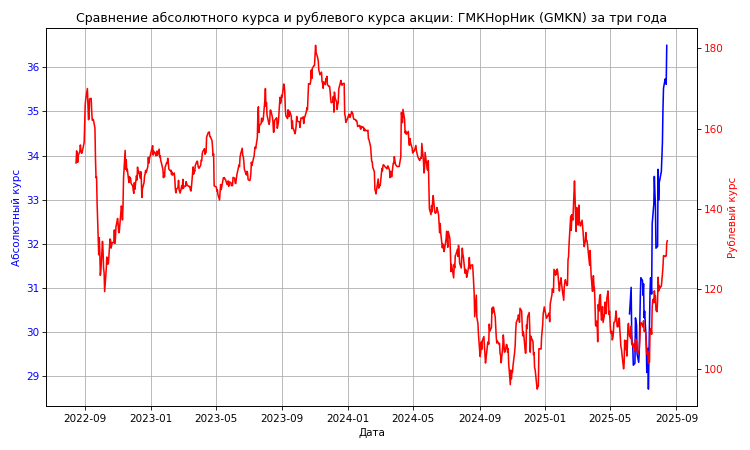 Сравнение абсолютного курса и рублевого курса акции: ГМКНорНик (GMKN) за три года
36
35
34
33
32
31
30
29
Абсолютный курс
180
160
140
120
100
Рублевый курс
2022-09 2023-01 2023-05 2023-09 2024-01 2024-05 2024-09 2025-01 2025-05 2025-09
Дата